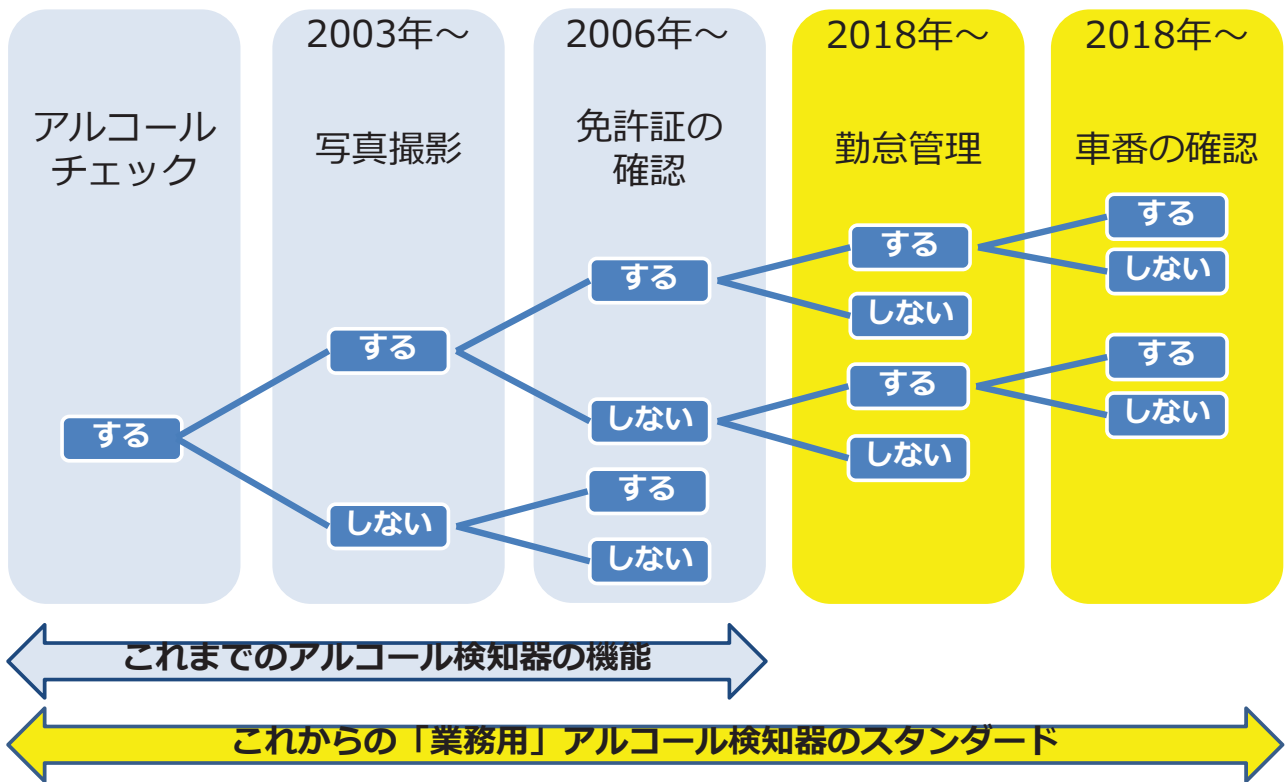 2003年～
2006年～
2018年～
2018年～
アルコール
チェック
写真撮影
免許証の
確認
勤怠管理
車番の確認
する
する
しない
する
しない
する
しない
する
しない
する
しない
する
しない
する
しない
これまでのアルコール検知器の機能
これからの「業務用」アルコール検知器のスタンダード